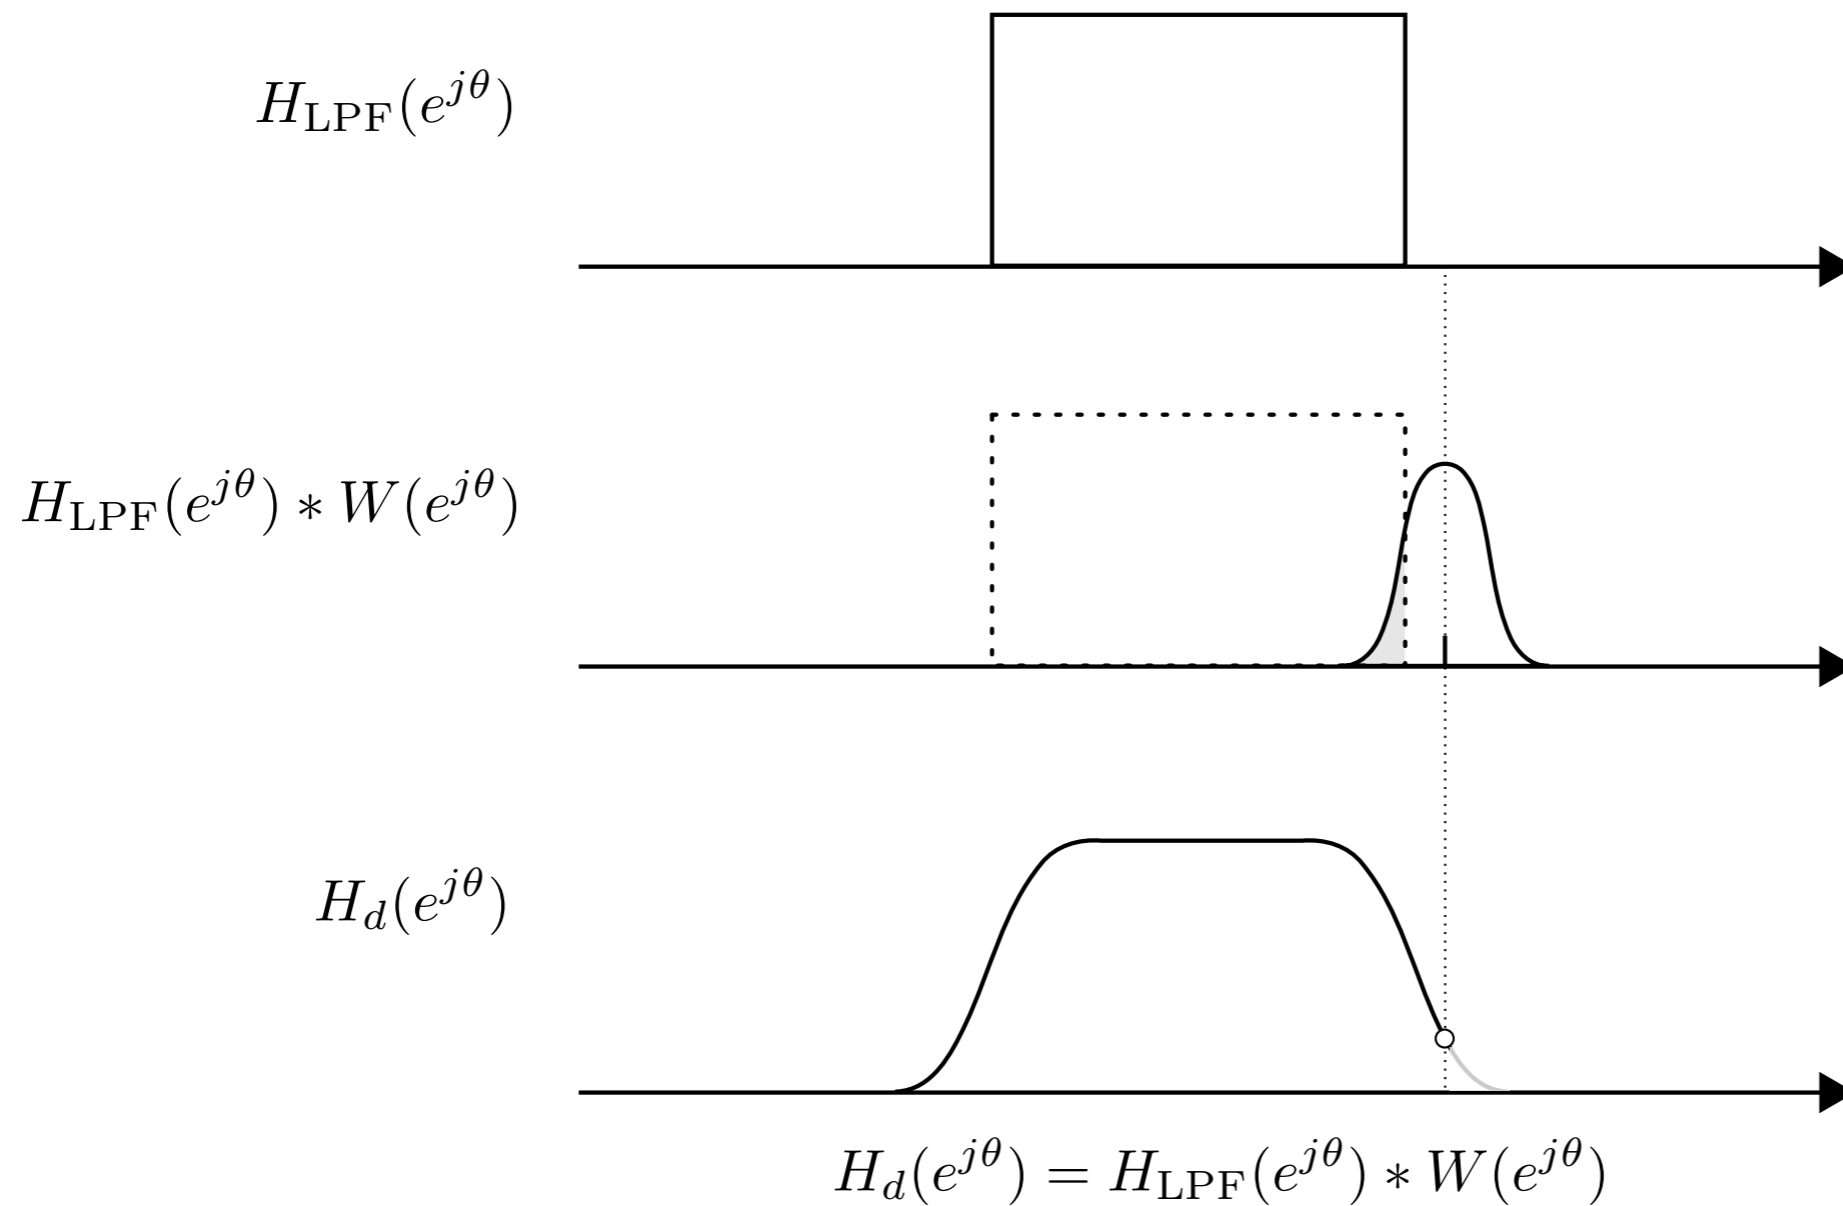 H_LPF(e^{jθ})
H_LPF(e^{jθ}) * W(e^{jθ})
H_d(e^{jθ})
H_d(e^{jθ}) = H_LPF(e^{jθ}) * W(e^{jθ})